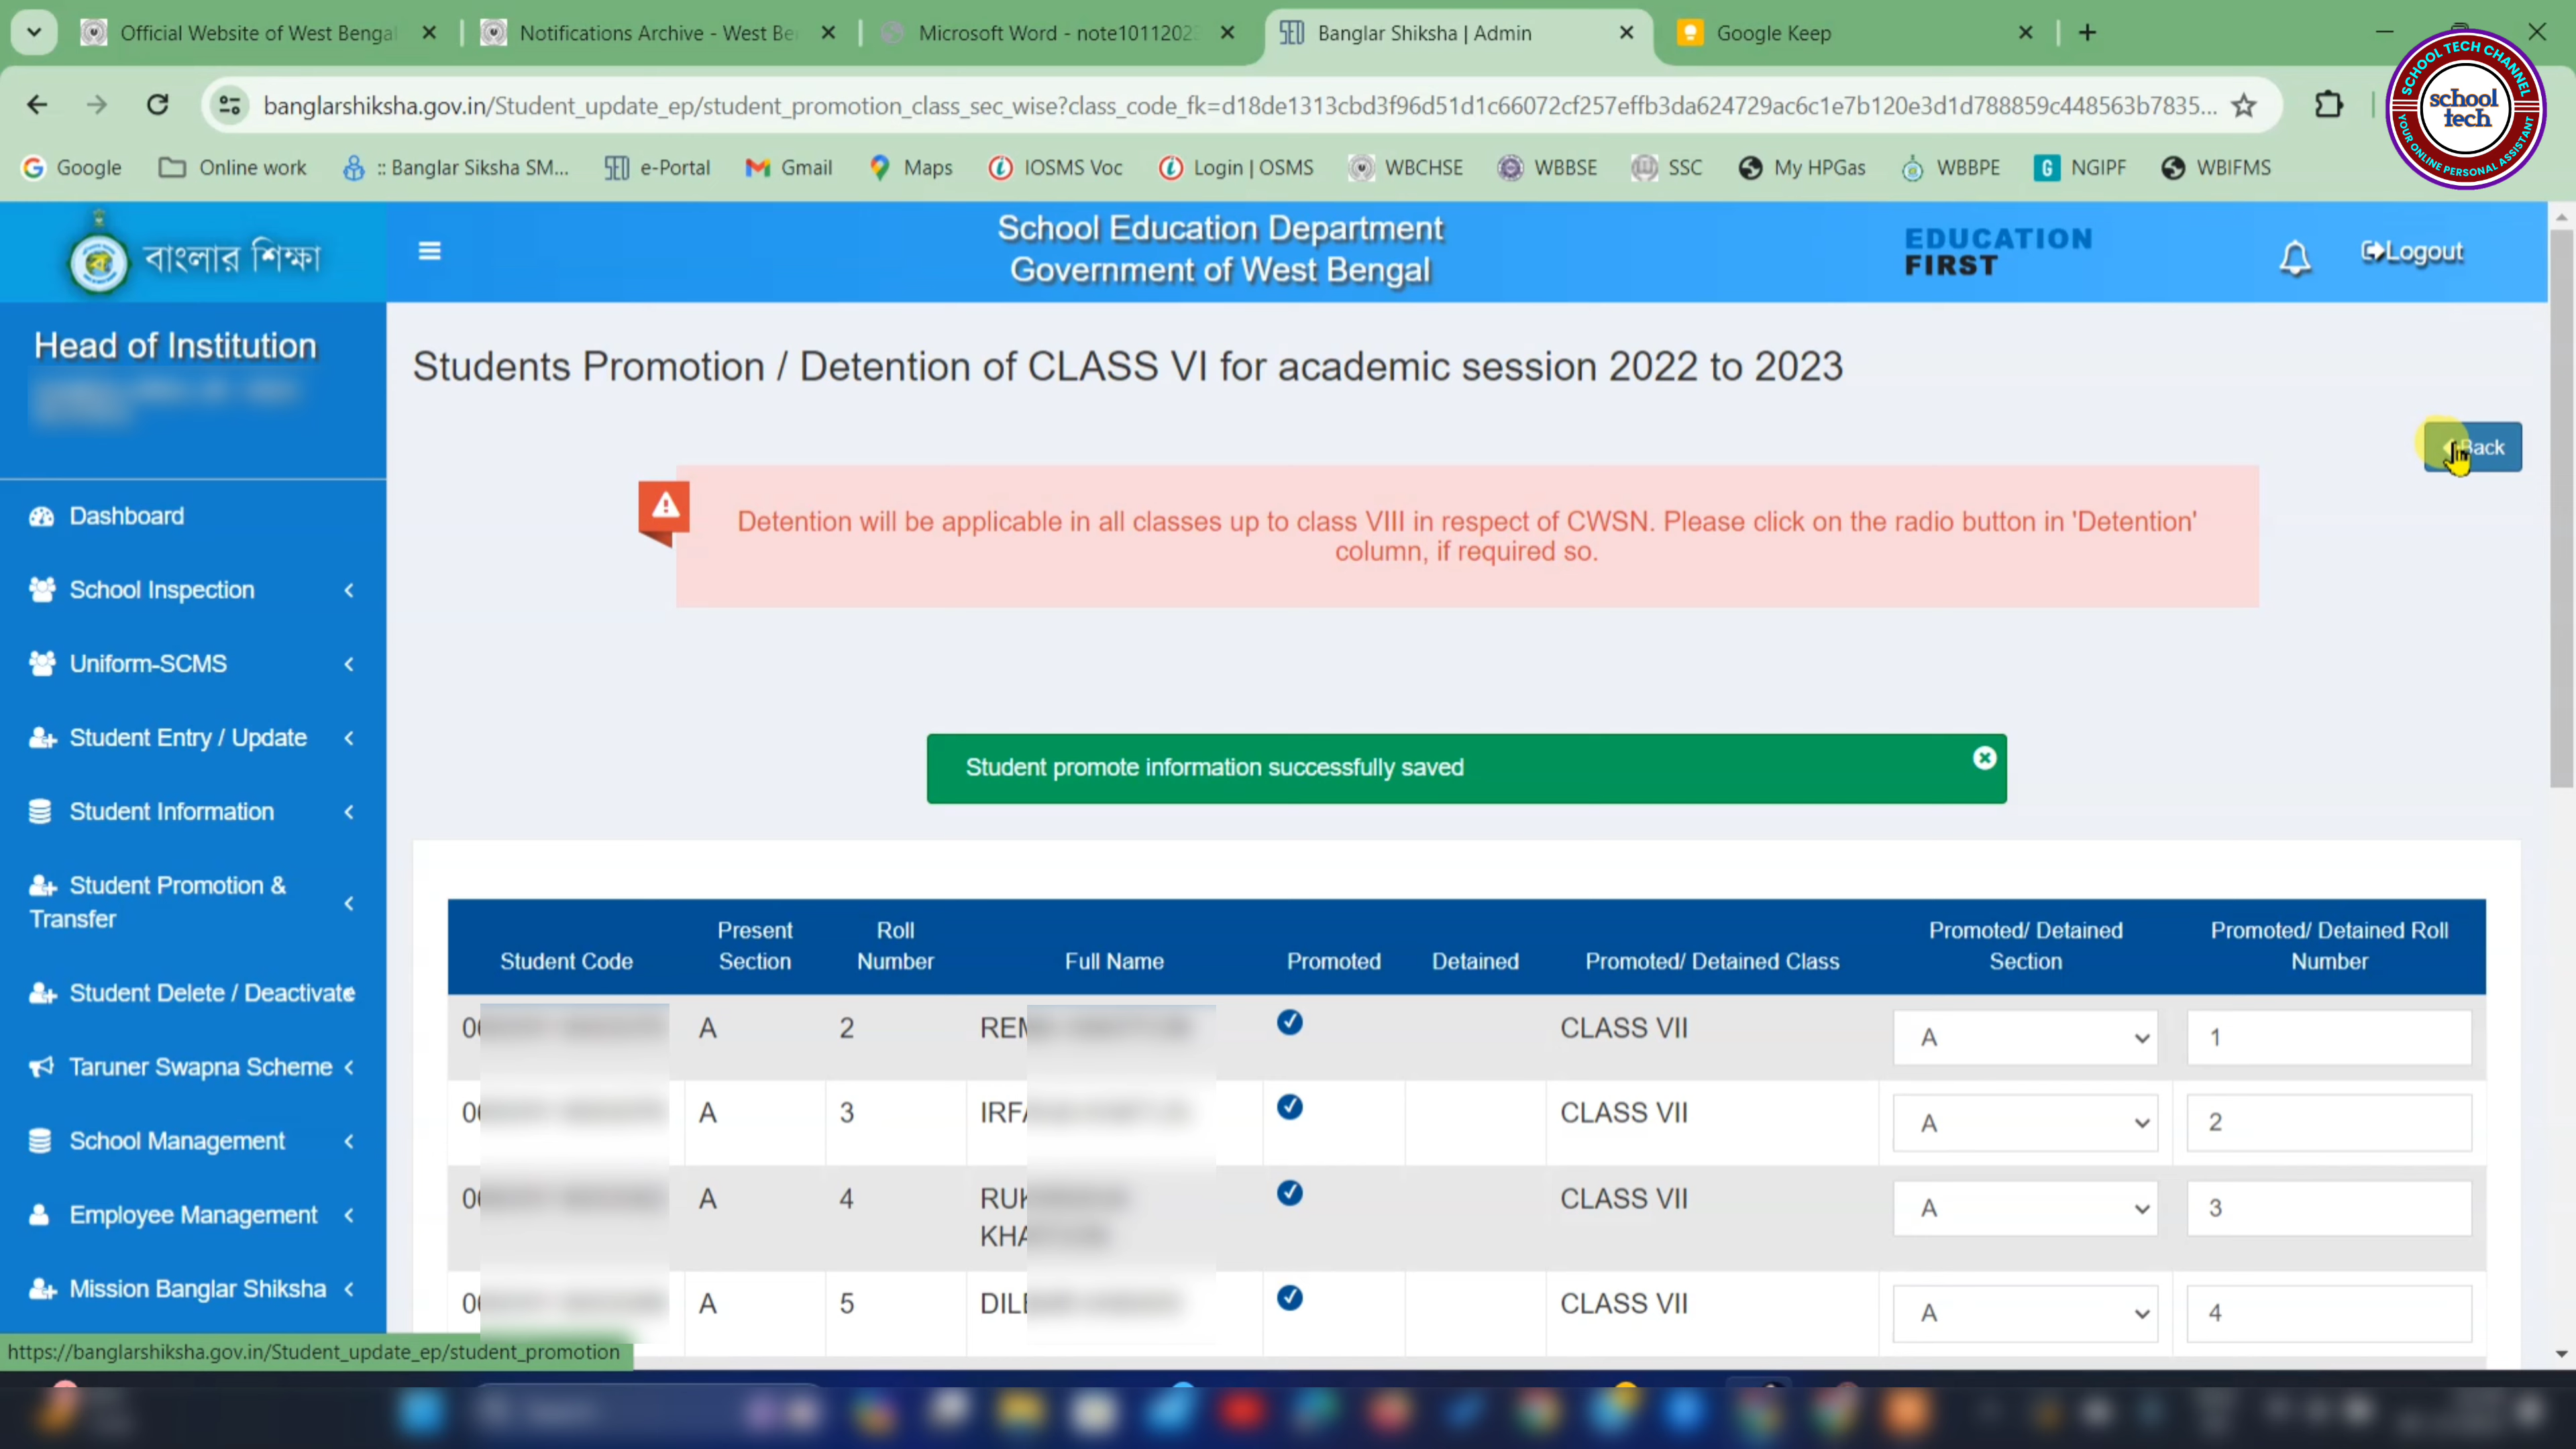 Official Website of West Benga
Notifications Archive - West Be
Microsoft Word - note1011202
Banglar Shiksha | Admin
Google Keep
banglarshiksha.gov.in/Student_update_ep/student_promotion_class_sec_wise?class_code_fk=d18de1313cbd3f96d51d1c66072cf257effb3da624729ac6c1e7b120e3d1d788859c448563b7835...
SCHOOL TECH CHANNEL
school
tech
YOUR ONLINE PERSONAL ASSISTANT
Google
Online work
:: Banglar Siksha SM...
e-Portal
Gmail
Maps
IOSMS Voc
Login | OSMS
WBCHSE
WBBSE
SSC
My HPGas
WBBPE
NGIPF
WBIFMS
বাংলার শিক্ষা
School Education Department
Government of West Bengal
EDUCATION
FIRST
Logout
Head of Institution
Dashboard
School Inspection
Uniform-SCMS
Student Entry / Update
Student Information
Student Promotion &
Transfer
Student Delete / Deactivate
Taruner Swapna Scheme
School Management
Employee Management
Mission Banglar Shiksha
https://banglarshiksha.gov.in/Student_update_ep/student_promotion
Students Promotion / Detention of CLASS VI for academic session 2022 to 2023
Back
Detention will be applicable in all classes up to class VIII in respect of CWSN. Please click on the radio button in 'Detention'
column, if required so.
Student promote information successfully saved
Student Code Present Section Roll Number Full Name Promoted Detained Promoted/ Detained Class Promoted/ Detained Section Promoted/ Detained Roll Number
A 2 CLASS VII A 1
A 3 CLASS VII A 2
A 4 CLASS VII A 3
A 5 CLASS VII A 4